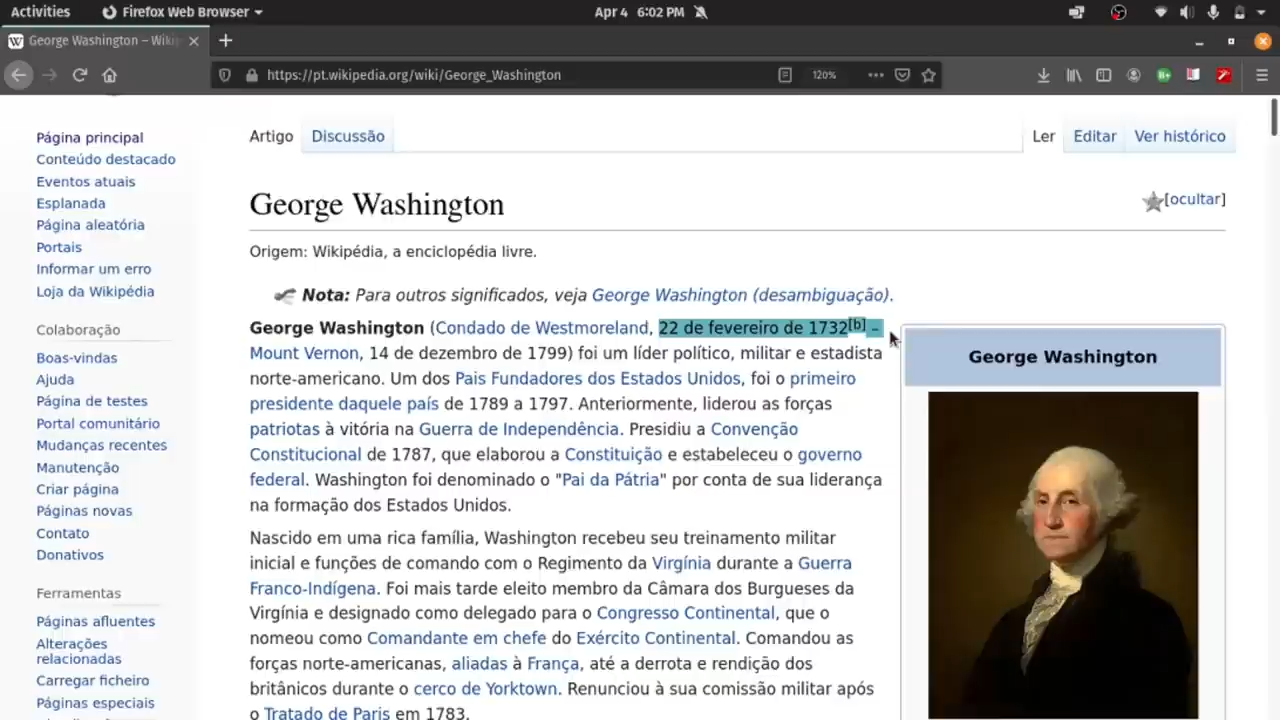 Activities Firefox Web Browser Apr 4 6:02 PM
George Washington – Wiki
https://pt.wikipedia.org/wiki/George_Washington 120%
Página principal
Conteúdo destacado
Eventos atuais
Esplanada
Página aleatória
Portais
Informar um erro
Loja da Wikipédia
Colaboração
Boas-vindas
Ajuda
Página de testes
Portal comunitário
Mudanças recentes
Manutenção
Criar página
Páginas novas
Contato
Donativos
Ferramentas
Páginas afluentes
Alterações
relacionadas
Carregar ficheiro
Páginas especiais
Artigo Discussão Ler Editar Ver histórico
George Washington
[ocultar]
Origem: Wikipédia, a enciclopédia livre.
Nota: Para outros significados, veja George Washington (desambiguação).
George Washington (Condado de Westmoreland, 22 de fevereiro de 1732[b] –
Mount Vernon, 14 de dezembro de 1799) foi um líder político, militar e estadista
norte-americano. Um dos Pais Fundadores dos Estados Unidos, foi o primeiro
presidente daquele país de 1789 a 1797. Anteriormente, liderou as forças
patriotas à vitória na Guerra de Independência. Presidiu a Convenção
Constitucional de 1787, que elaborou a Constituição e estabeleceu o governo
federal. Washington foi denominado o "Pai da Pátria" por conta de sua liderança
na formação dos Estados Unidos.
Nascido em uma rica família, Washington recebeu seu treinamento militar
inicial e funções de comando com o Regimento da Virgínia durante a Guerra
Franco-Indígena. Foi mais tarde eleito membro da Câmara dos Burgueses da
Virgínia e designado como delegado para o Congresso Continental, que o
nomeou como Comandante em chefe do Exército Continental. Comandou as
forças norte-americanas, aliadas à França, até a derrota e rendição dos
britânicos durante o cerco de Yorktown. Renunciou à sua comissão militar após
o Tratado de Paris em 1783.
George Washington